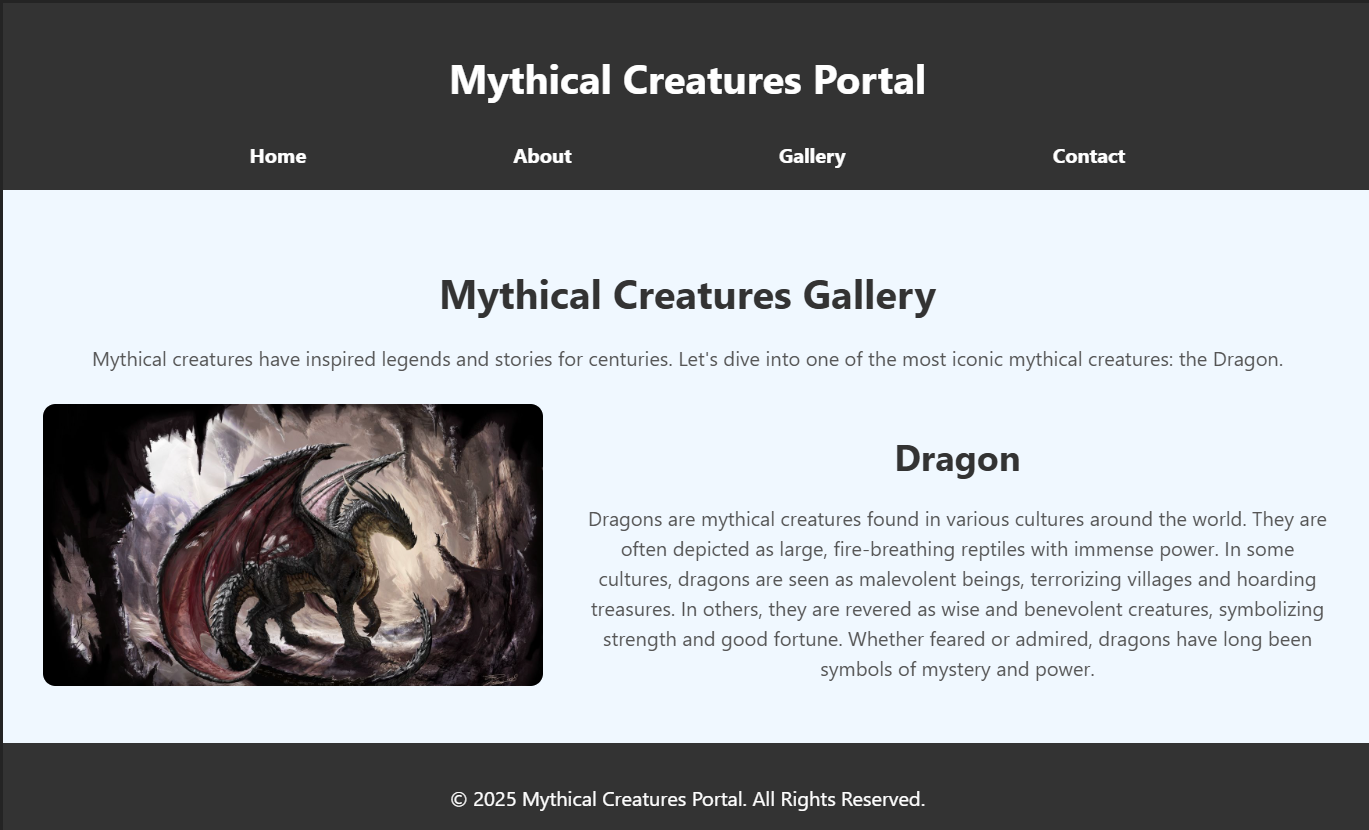 Mythical Creatures Portal
Home About Gallery Contact
Mythical Creatures Gallery
Mythical creatures have inspired legends and stories for centuries. Let's dive into one of the most iconic mythical creatures: the Dragon.
Dragon
Dragons are mythical creatures found in various cultures around the world. They are
often depicted as large, fire-breathing reptiles with immense power. In some
cultures, dragons are seen as malevolent beings, terrorizing villages and hoarding
treasures. In others, they are revered as wise and benevolent creatures, symbolizing
strength and good fortune. Whether feared or admired, dragons have long been
symbols of mystery and power.
© 2025 Mythical Creatures Portal. All Rights Reserved.